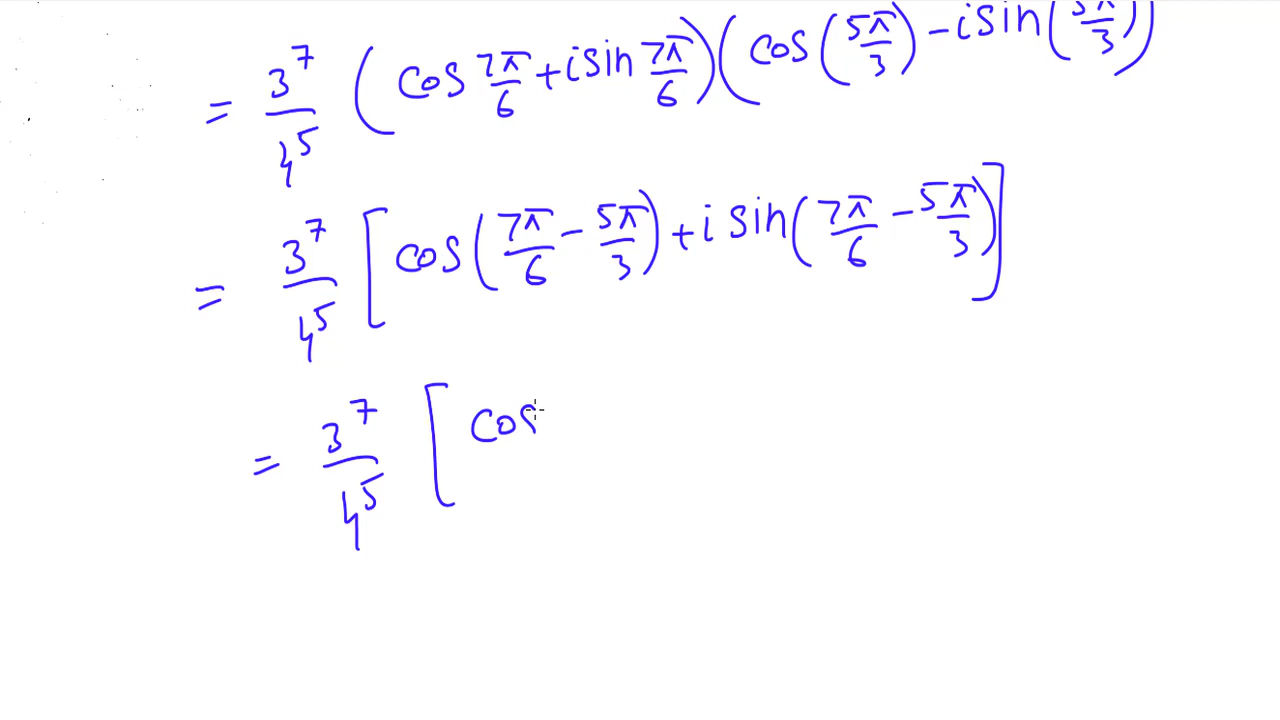 = 3^7/4^5 (cos 7π/6 + i sin 7π/6)(cos(5π/3) - i sin(5π/3))
= 3^7/4^5 [cos(7π/6 - 5π/3) + i sin(7π/6 - 5π/3)]
= 3^7/4^5 [cos